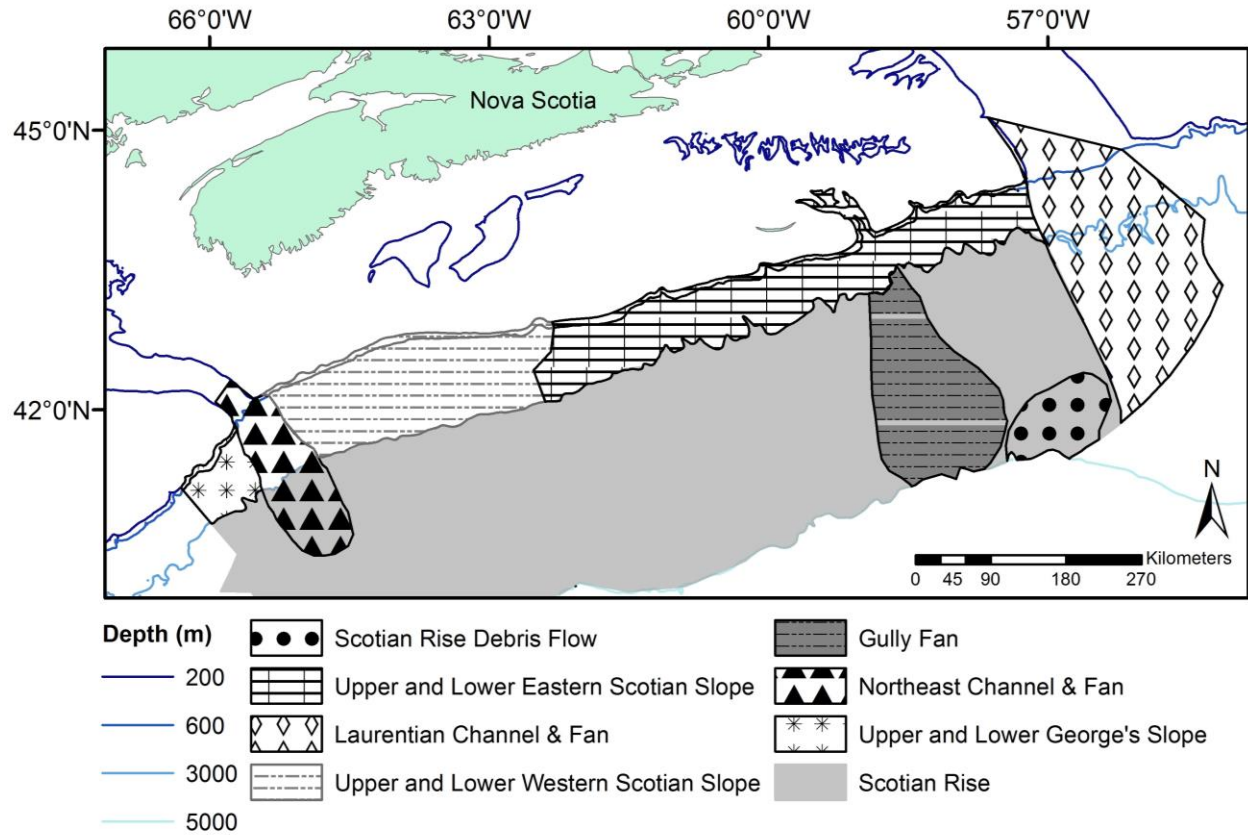 66°0'W 63°0'W 60°0'W 57°0'W
Nova Scotia
45°0'N
42°0'N
N
Kilometers
0 45 90 180 270
Depth (m)
200
600
3000
5000
Scotian Rise Debris Flow
Upper and Lower Eastern Scotian Slope
Laurentian Channel & Fan
Upper and Lower Western Scotian Slope
Gully Fan
Northeast Channel & Fan
Upper and Lower George's Slope
Scotian Rise